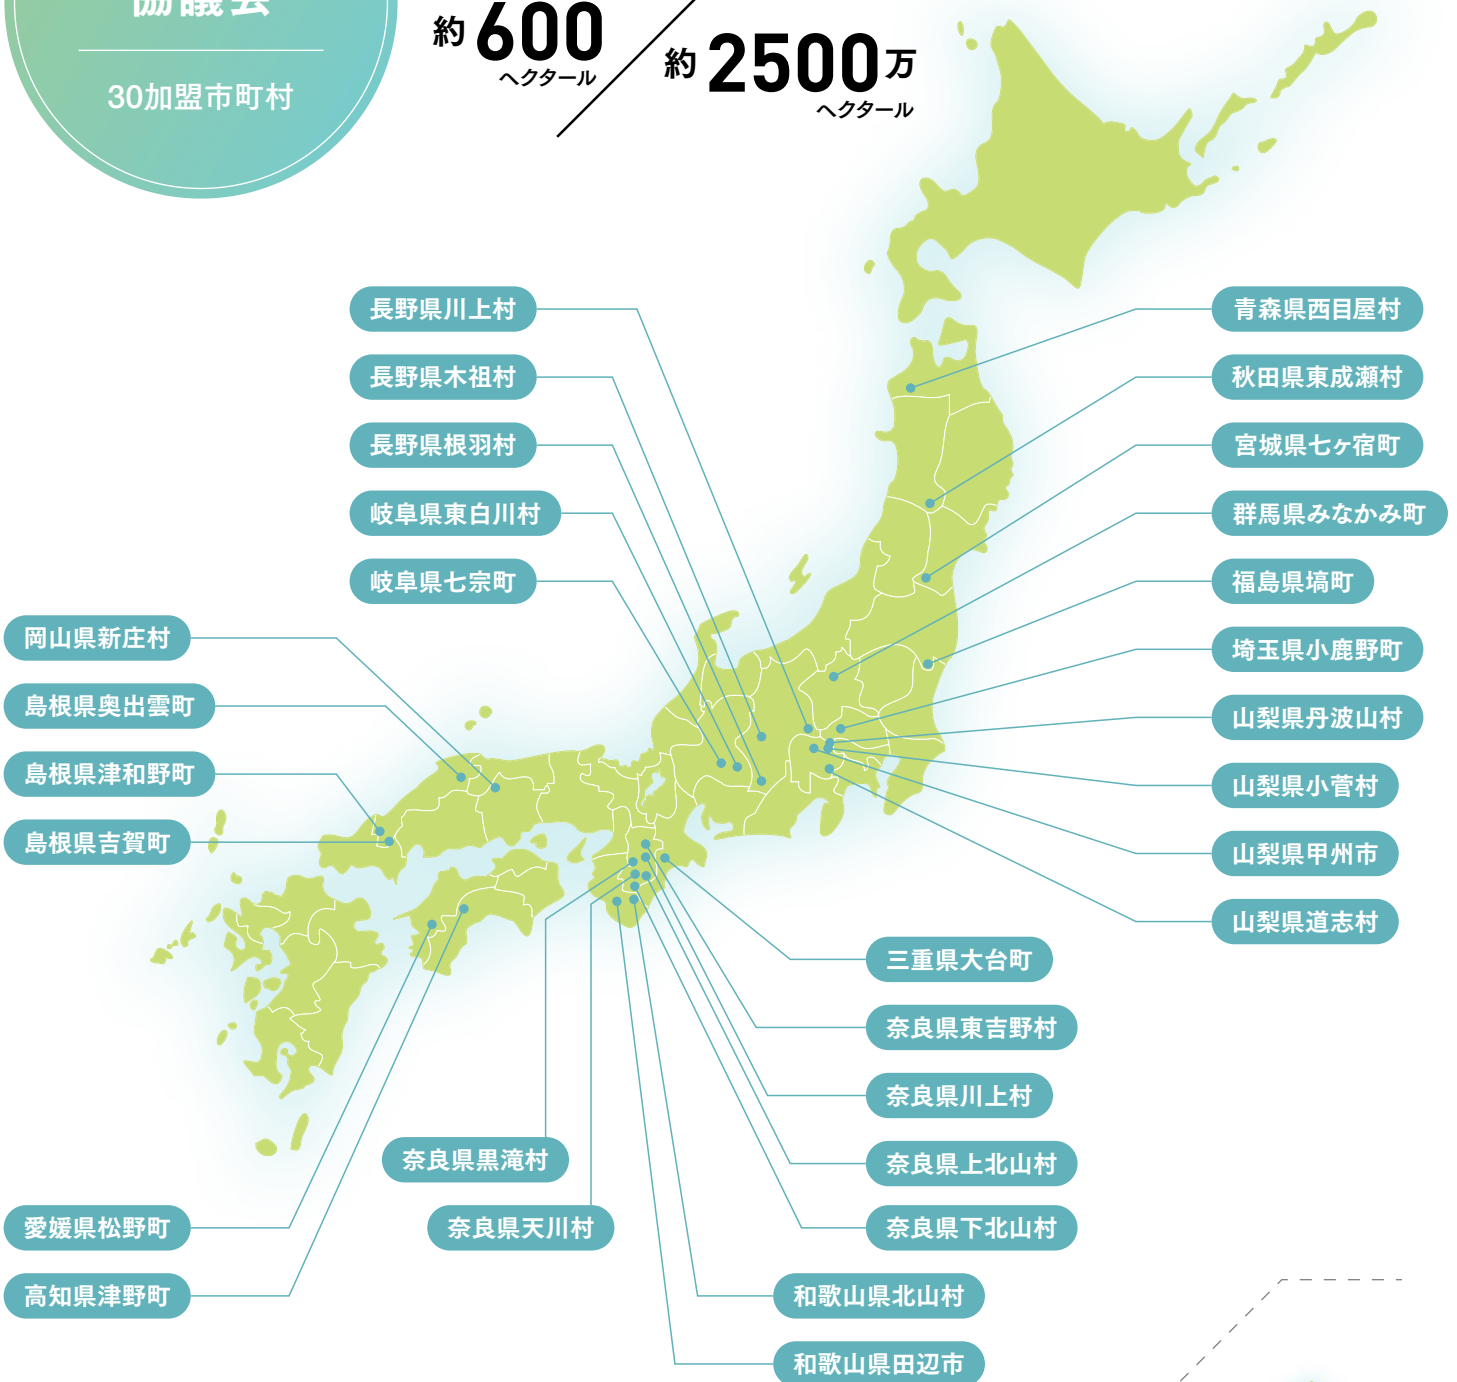 協議会
30加盟市町村
約600
ヘクタール
約2500万
ヘクタール
長野県川上村
長野県木祖村
長野県根羽村
岐阜県東白川村
岐阜県七宗町
岡山県新庄村
島根県奥出雲町
島根県津和野町
島根県吉賀町
青森県西目屋村
秋田県東成瀬村
宮城県七ヶ宿町
群馬県みなかみ町
福島県塙町
埼玉県小鹿野町
山梨県丹波山村
山梨県小菅村
山梨県甲州市
山梨県道志村
三重県大台町
奈良県東吉野村
奈良県川上村
奈良県上北山村
奈良県下北山村
奈良県黒滝村
奈良県天川村
愛媛県松野町
高知県津野町
和歌山県北山村
和歌山県田辺市